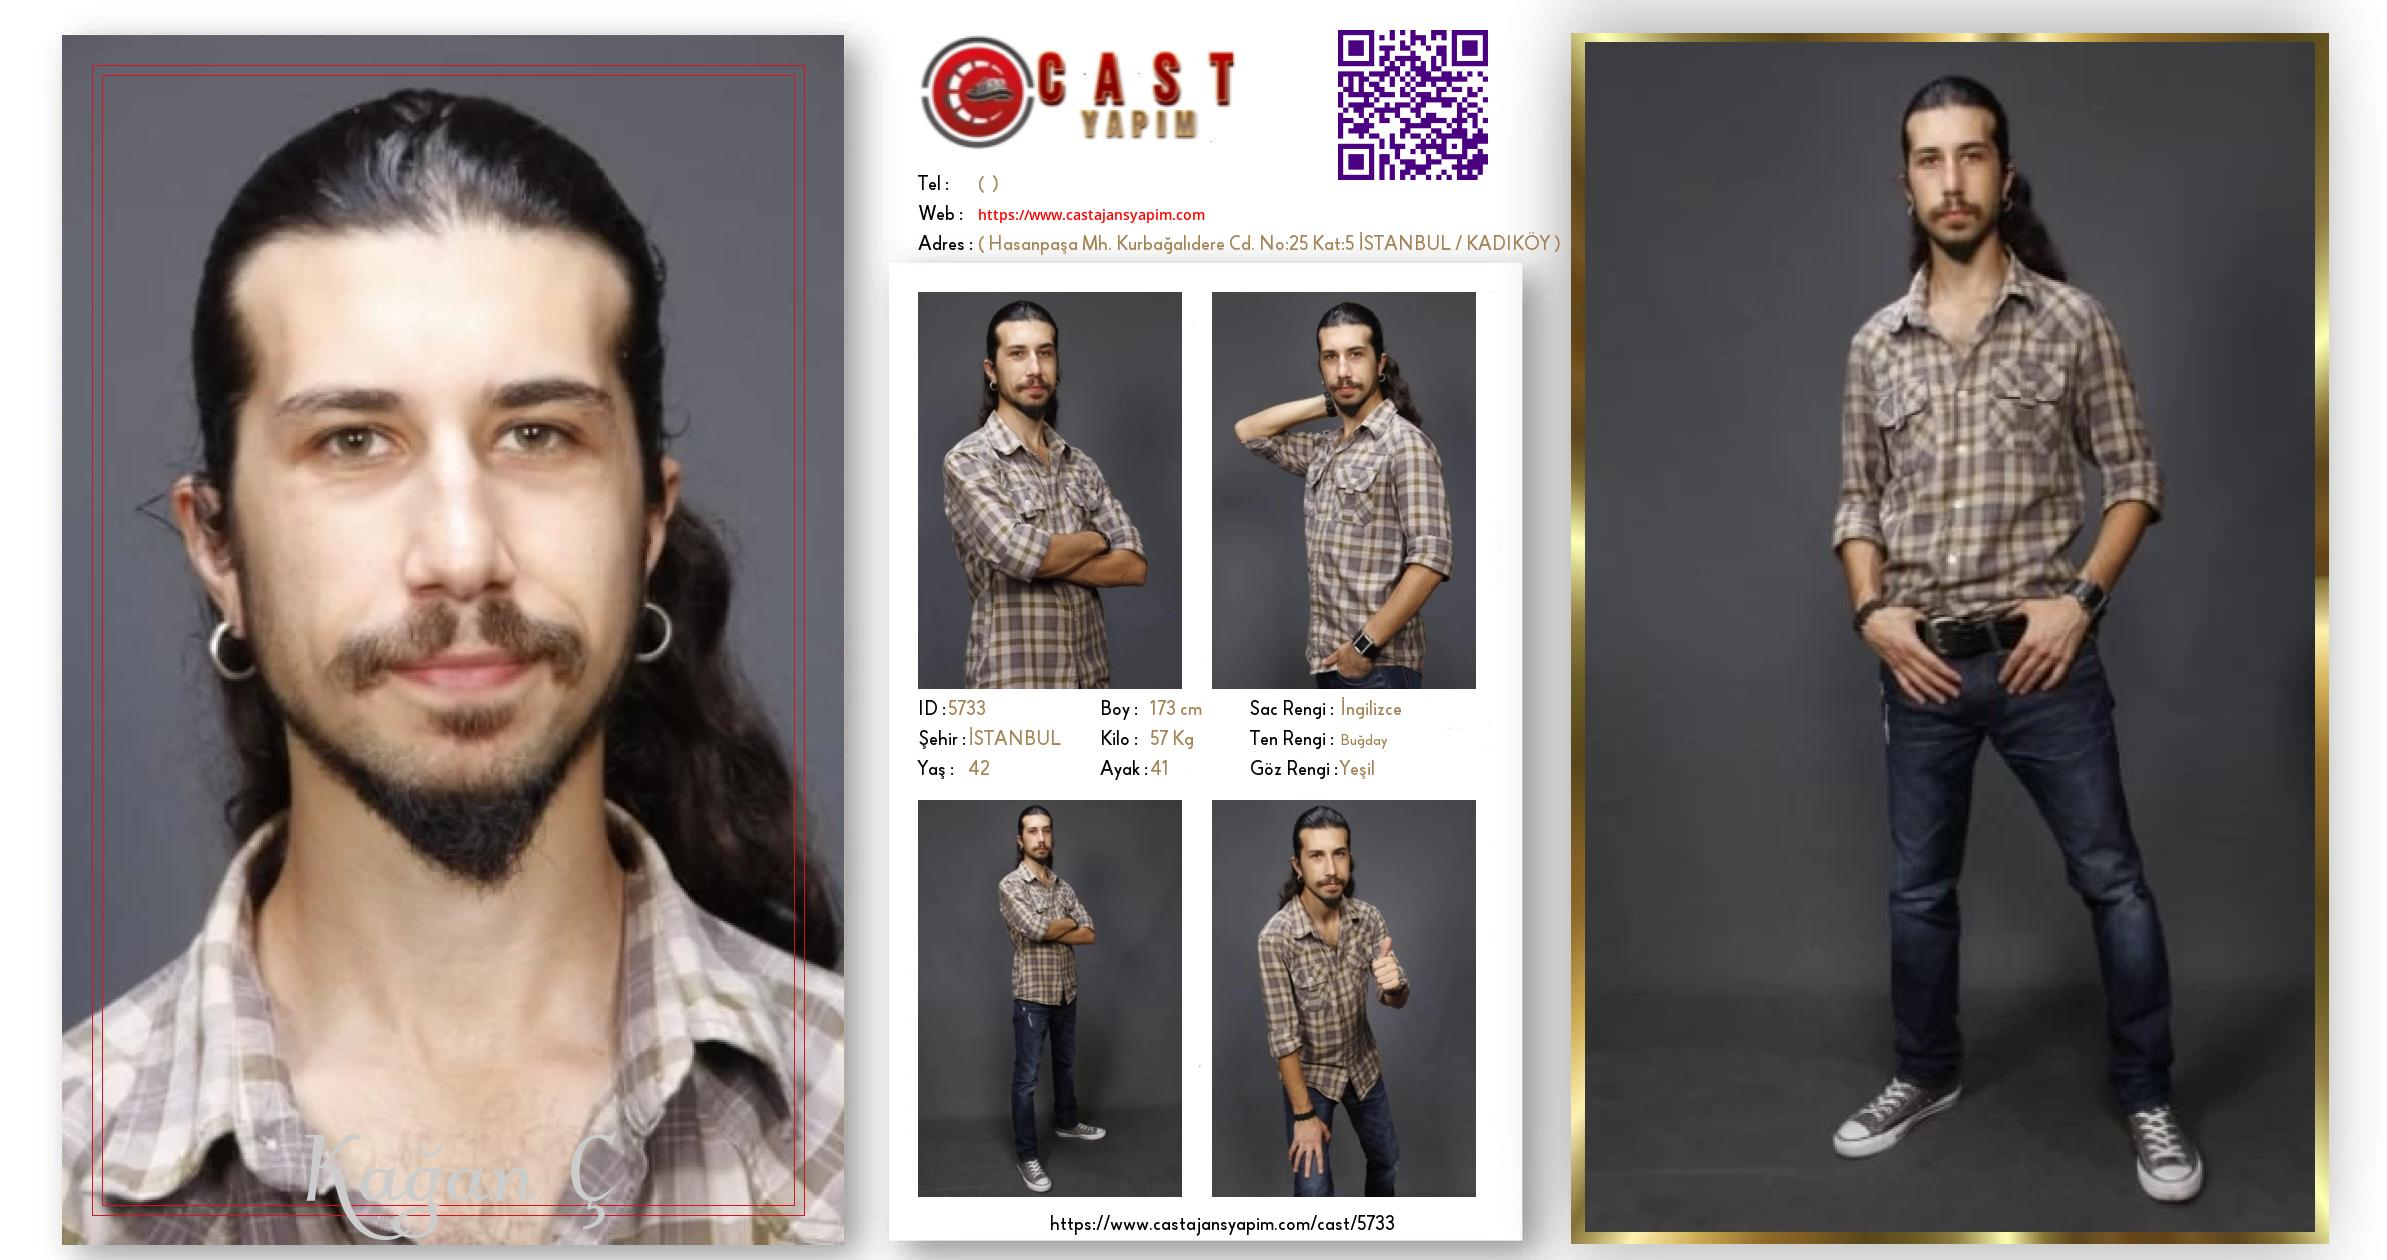 CAST
YAPIM
Tel : ( )
Web : https://www.castajansyapim.com
Adres : ( Hasanpaşa Mh. Kurbağalıdere Cd. No:25 Kat:5 İSTANBUL / KADIKÖY )
ID : 5733 Boy : 173 cm Sac Rengi : İngilizce
Şehir : İSTANBUL Kilo : 57 Kg Ten Rengi : Buğday
Yaş : 42 Ayak : 41 Göz Rengi : Yeşil
Kağan Ç
https://www.castajansyapim.com/cast/5733